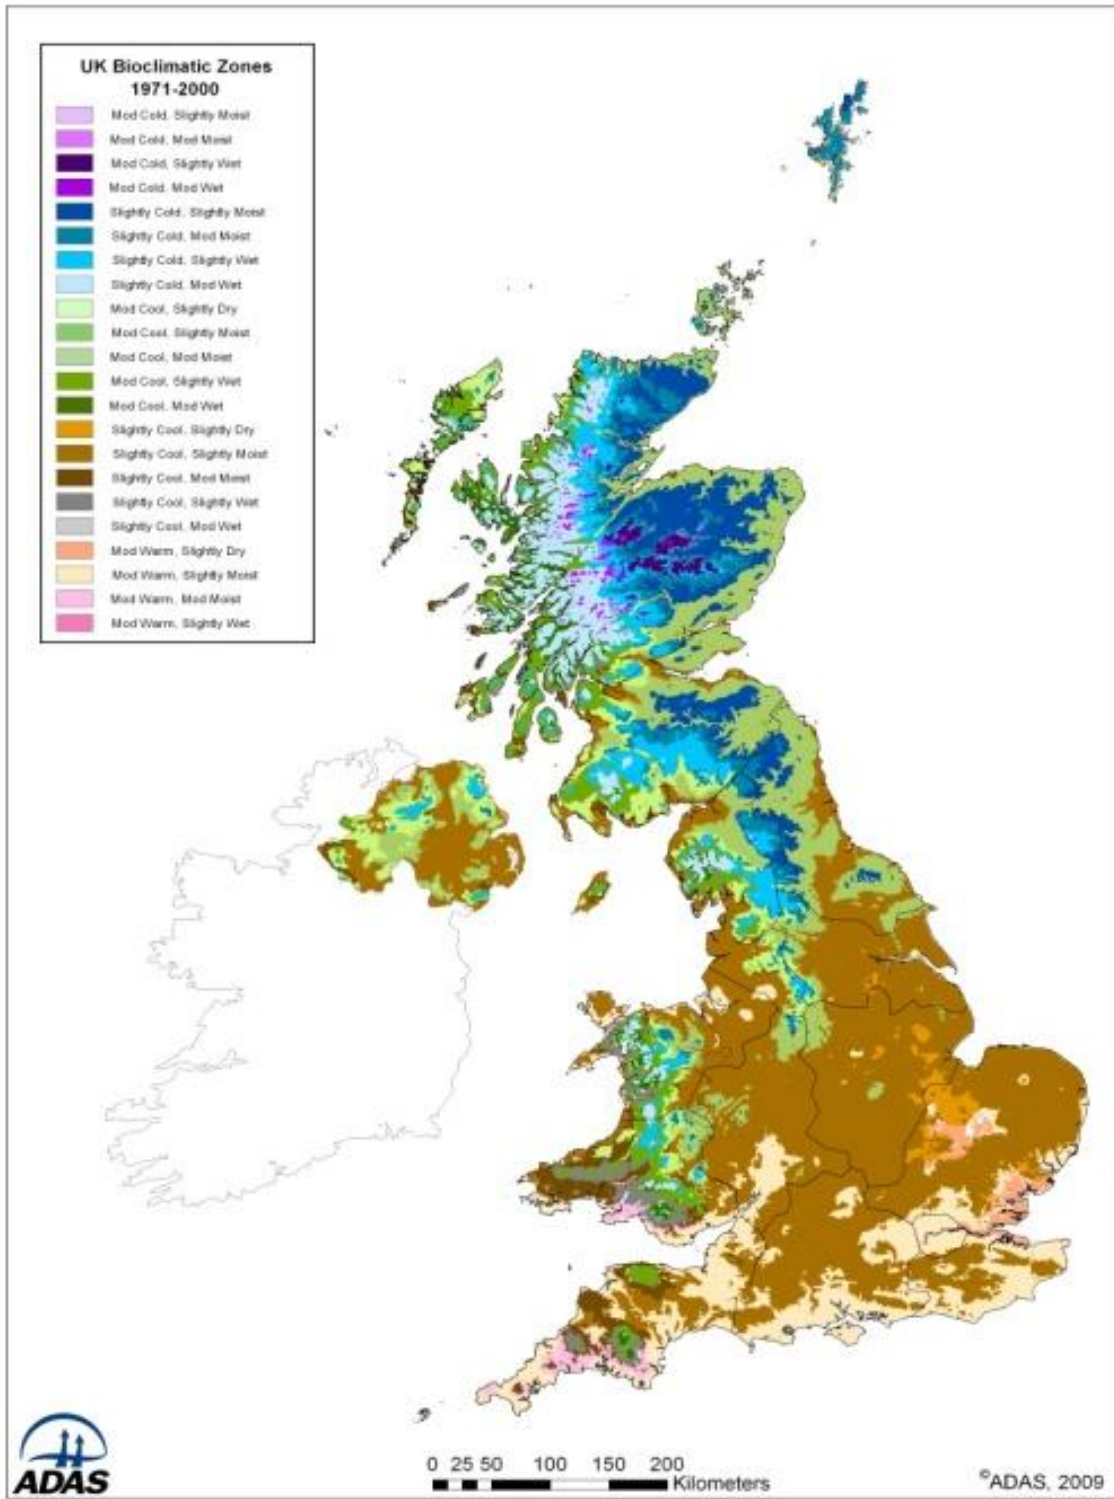 UK Bioclimatic Zones
1971-2000
Mod Cold, Slightly Moist
Mod Cold, Mod Moist
Mod Cold, Slightly Wet
Mod Cold, Mod Wet
Slightly Cold, Slightly Moist
Slightly Cold, Mod Moist
Slightly Cold, Slightly Wet
Slightly Cold, Mod Wet
Mod Cool, Slightly Dry
Mod Cool, Slightly Moist
Mod Cool, Mod Moist
Mod Cool, Slightly Wet
Mod Cool, Mod Wet
Slightly Cool, Slightly Dry
Slightly Cool, Slightly Moist
Slightly Cool, Mod Moist
Slightly Cool, Slightly Wet
Slightly Cool, Mod Wet
Mod Warm, Slightly Dry
Mod Warm, Slightly Moist
Mod Warm, Mod Moist
Mod Warm, Slightly Wet
ADAS
0 25 50 100 150 200
Kilometers
©ADAS, 2009